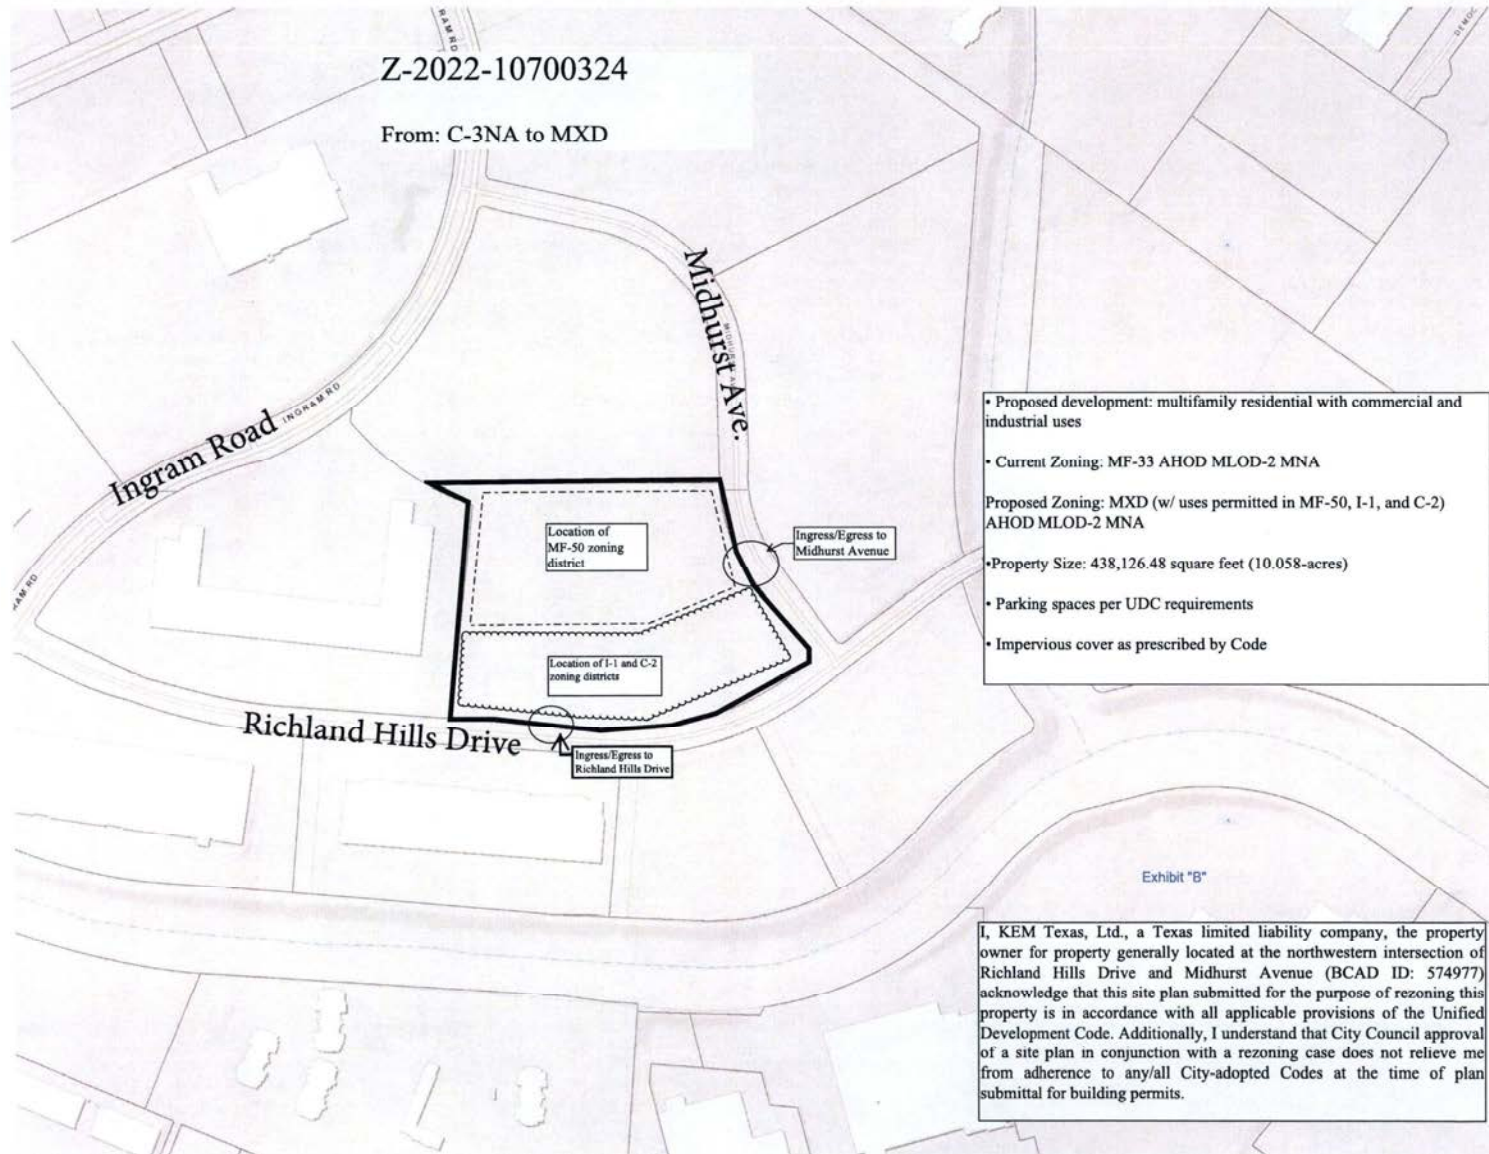 RAM RD
DEMOC
Z-2022-10700324
From: C-3NA to MXD
Midhurst Ave.
MIDHURST AV
Ingram Road
INGRAM RD
RAM RD
• Proposed development: multifamily residential with commercial and
industrial uses
• Current Zoning: MF-33 AHOD MLOD-2 MNA
Proposed Zoning: MXD (w/ uses permitted in MF-50, I-1, and C-2)
AHOD MLOD-2 MNA
•Property Size: 438,126.48 square feet (10.058-acres)
• Parking spaces per UDC requirements
• Impervious cover as prescribed by Code
Location of
MF-50 zoning
district
Ingress/Egress to
Midhurst Avenue
Location of I-1 and C-2
zoning districts
Richland Hills Drive
Ingress/Egress to
Richland Hills Drive
Exhibit "B"
I, KEM Texas, Ltd., a Texas limited liability company, the property
owner for property generally located at the northwestern intersection of
Richland Hills Drive and Midhurst Avenue (BCAD ID: 574977)
acknowledge that this site plan submitted for the purpose of rezoning this
property is in accordance with all applicable provisions of the Unified
Development Code. Additionally, I understand that City Council approval
of a site plan in conjunction with a rezoning case does not relieve me
from adherence to any/all City-adopted Codes at the time of plan
submittal for building permits.